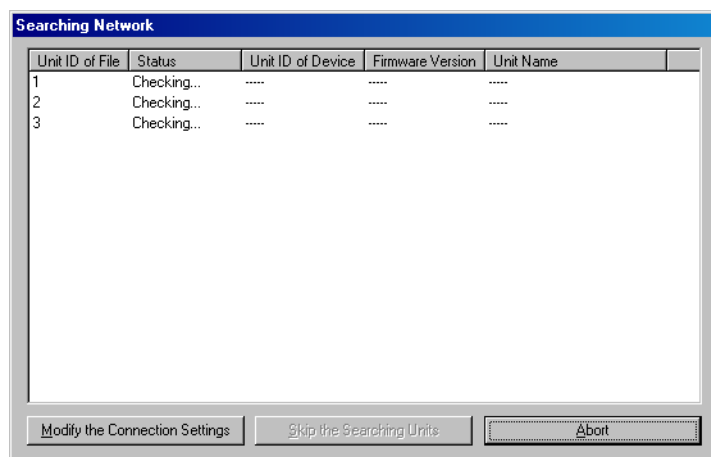 Searching Network
Unit ID of File Status Unit ID of Device Firmware Version Unit Name
1 Checking... ----- ----- -----
2 Checking... ----- ----- -----
3 Checking... ----- ----- -----
Modify the Connection Settings Skip the Searching Units Abort